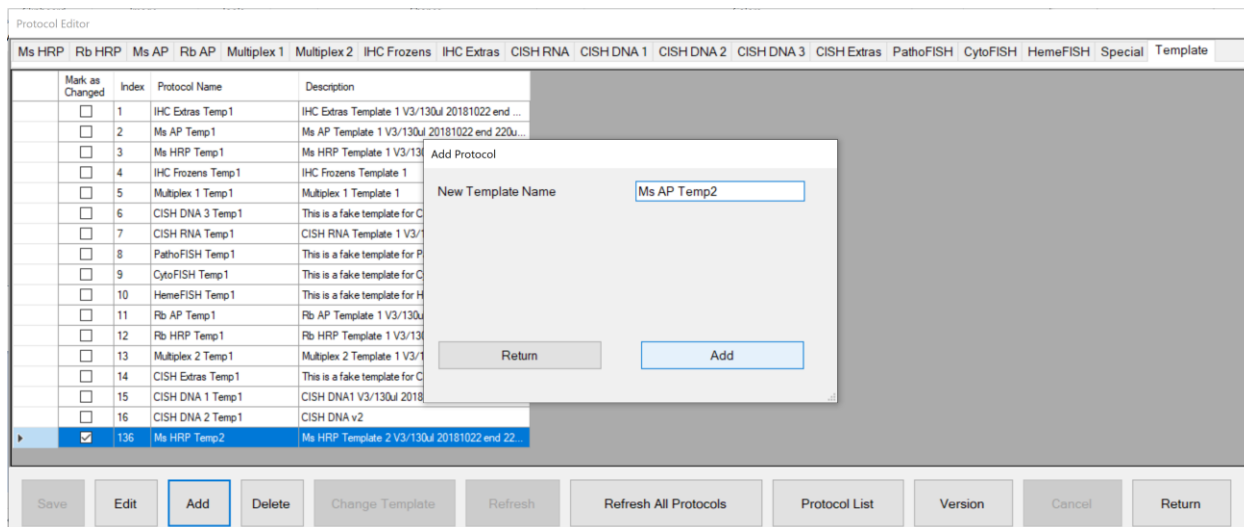 Protocol Editor
Ms HRP Rb HRP Ms AP Rb AP Multiplex 1 Multiplex 2 IHC Frozens IHC Extras CISH RNA CISH DNA 1 CISH DNA 2 CISH DNA 3 CISH Extras PathoFISH CytoFISH HemeFISH Special Template
Mark as Changed Index Protocol Name Description
1 IHC Extras Temp1 IHC Extras Template 1 V3/130ul 20181022 end ...
2 Ms AP Temp1 Ms AP Template 1 V3/130ul 20181022 end 220u...
3 Ms HRP Temp1 Ms HRP Template 1 V3/130
4 IHC Frozens Temp1 IHC Frozens Template 1
5 Multiplex 1 Temp1 Multiplex 1 Template 1
6 CISH DNA 3 Temp1 This is a fake template for C
7 CISH RNA Temp1 CISH RNA Template 1 V3/1
8 PathoFISH Temp1 This is a fake template for P
9 CytoFISH Temp1 This is a fake template for C
10 HemeFISH Temp1 This is a fake template for H
11 Rb AP Temp1 Rb AP Template 1 V3/130u
12 Rb HRP Temp1 Rb HRP Template 1 V3/130
13 Multiplex 2 Temp1 Multiplex 2 Template 1 V3/1
14 CISH Extras Temp1 This is a fake template for C
15 CISH DNA 1 Temp1 CISH DNA1 V3/130ul 2018
16 CISH DNA 2 Temp1 CISH DNA v2
136 Ms HRP Temp2 Ms HRP Template 2 V3/130ul 20181022 end 22...
Add Protocol
New Template Name Ms AP Temp2
Return Add
Save Edit Add Delete Change Template Refresh Refresh All Protocols Protocol List Version Cancel Return